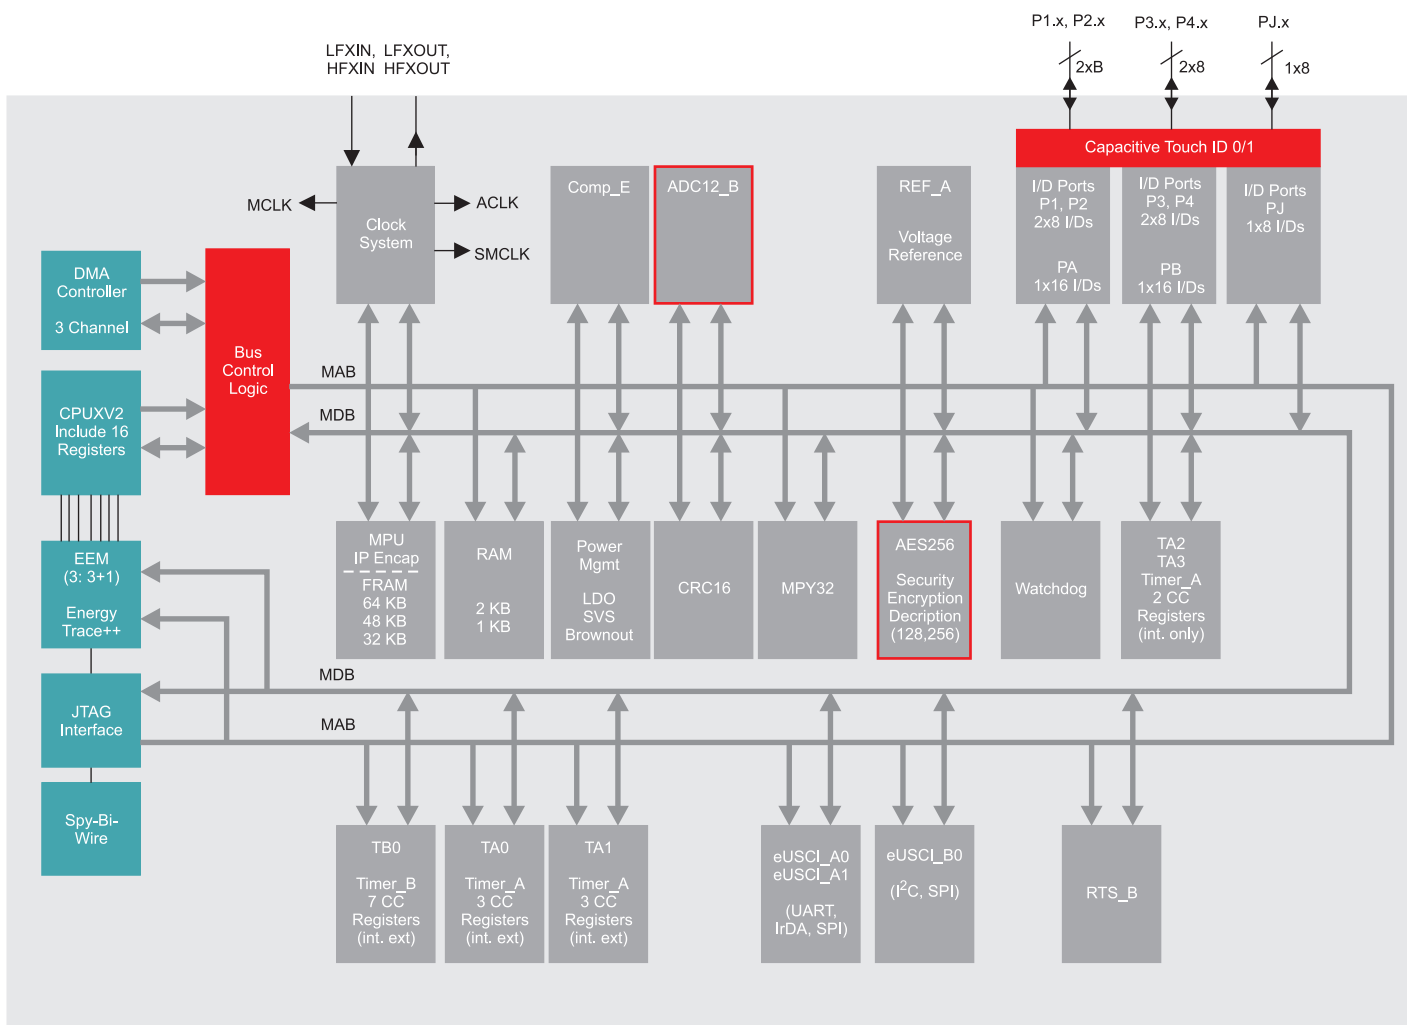 P1.x, P2.x
P3.x, P4.x
PJ.x
2xB
2x8
1x8
LFXIN, LFXOUT,
HFXIN HFXOUT
Capacitive Touch ID 0/1
Clock
System
MCLK
ACLK
SMCLK
Comp_E
ADC12_B
REF_A
Voltage
Reference
I/D Ports
P1, P2
2x8 I/Ds
PA
1x16 I/Ds
I/D Ports
P3, P4
2x8 I/Ds
PB
1x16 I/Ds
I/D Ports
PJ
1x8 I/Ds
DMA
Controller
3 Channel
Bus
Control
Logic
CPUXV2
Include 16
Registers
MAB
MDB
EEM
(3: 3+1)
Energy
Trace++
MPU
IP Encap
FRAM
64 KB
48 KB
32 KB
RAM
2 KB
1 KB
Power
Mgmt
LDO
SVS
Brownout
CRC16
MPY32
AES256
Security
Encryption
Decription
(128,256)
Watchdog
TA2
TA3
Timer_A
2 CC
Registers
(int. only)
JTAG
Interface
MDB
MAB
Spy-Bi-
Wire
TB0
Timer_B
7 CC
Registers
(int. ext)
TA0
Timer_A
3 CC
Registers
(int. ext)
TA1
Timer_A
3 CC
Registers
(int. ext)
eUSCI_A0
eUSCI_A1
(UART,
IrDA, SPI)
eUSCI_B0
(I²C, SPI)
RTS_B